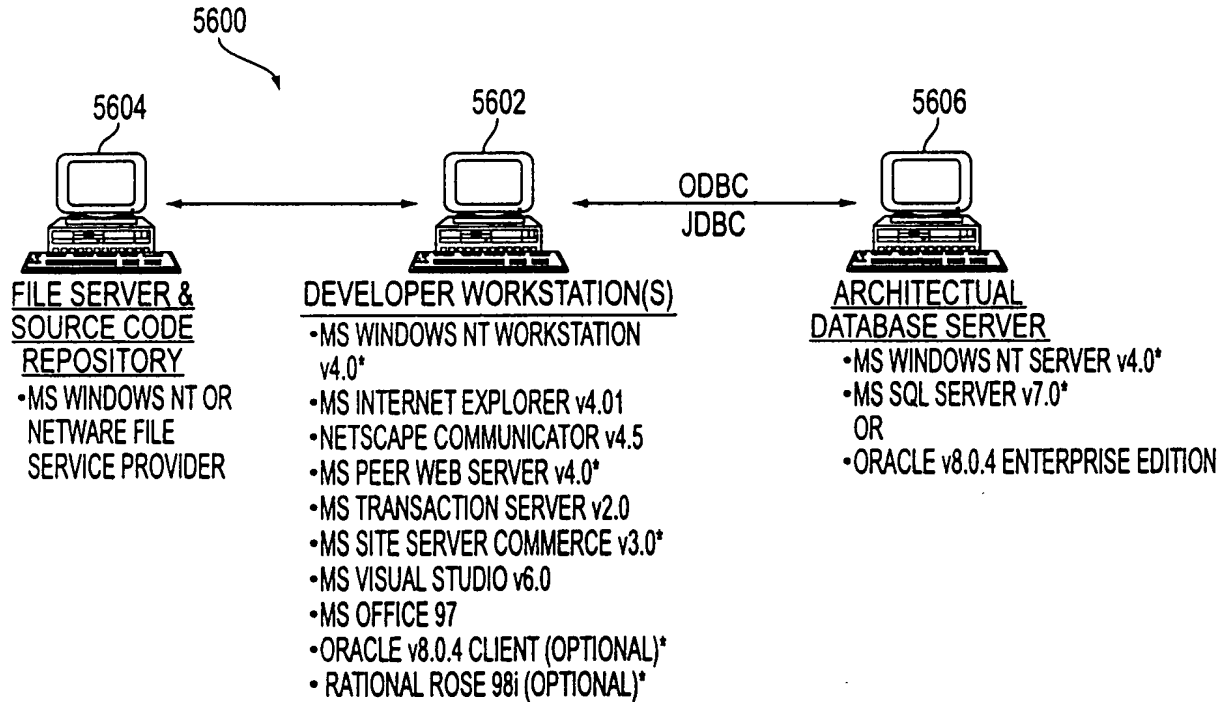 5600
5604
5602
5606
ODBC
JDBC
FILE SERVER &
SOURCE CODE
REPOSITORY
•MS WINDOWS NT OR
NETWARE FILE
SERVICE PROVIDER
DEVELOPER WORKSTATION(S)
•MS WINDOWS NT WORKSTATION
v4.0*
•MS INTERNET EXPLORER v4.01
•NETSCAPE COMMUNICATOR v4.5
•MS PEER WEB SERVER v4.0*
•MS TRANSACTION SERVER v2.0
•MS SITE SERVER COMMERCE v3.0*
•MS VISUAL STUDIO v6.0
•MS OFFICE 97
•ORACLE v8.0.4 CLIENT (OPTIONAL)*
• RATIONAL ROSE 98i (OPTIONAL)*
ARCHITECTUAL
DATABASE SERVER
•MS WINDOWS NT SERVER v4.0*
•MS SQL SERVER v7.0*
OR
•ORACLE v8.0.4 ENTERPRISE EDITION